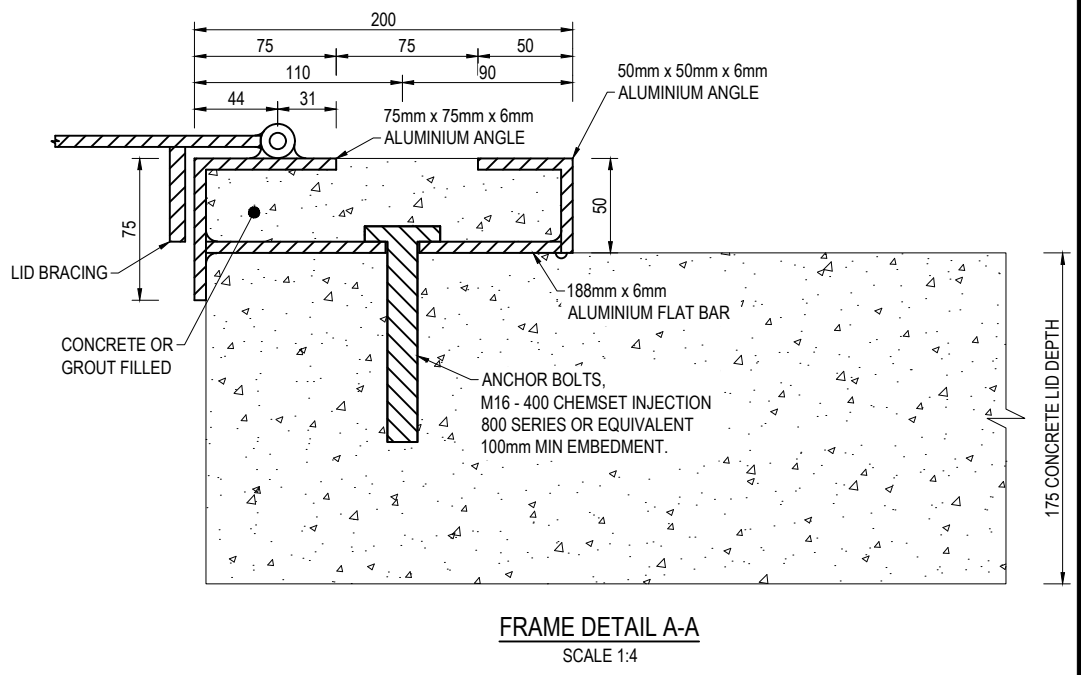 200
75 75 50
110 90
44 31
50mm x 50mm x 6mm
ALUMINIUM ANGLE
75mm x 75mm x 6mm
ALUMINIUM ANGLE
75
50
LID BRACING
188mm x 6mm
ALUMINIUM FLAT BAR
CONCRETE OR
GROUT FILLED
ANCHOR BOLTS,
M16 - 400 CHEMSET INJECTION
800 SERIES OR EQUIVALENT
100mm MIN EMBEDMENT.
175 CONCRETE LID DEPTH
FRAME DETAIL A-A
SCALE 1:4